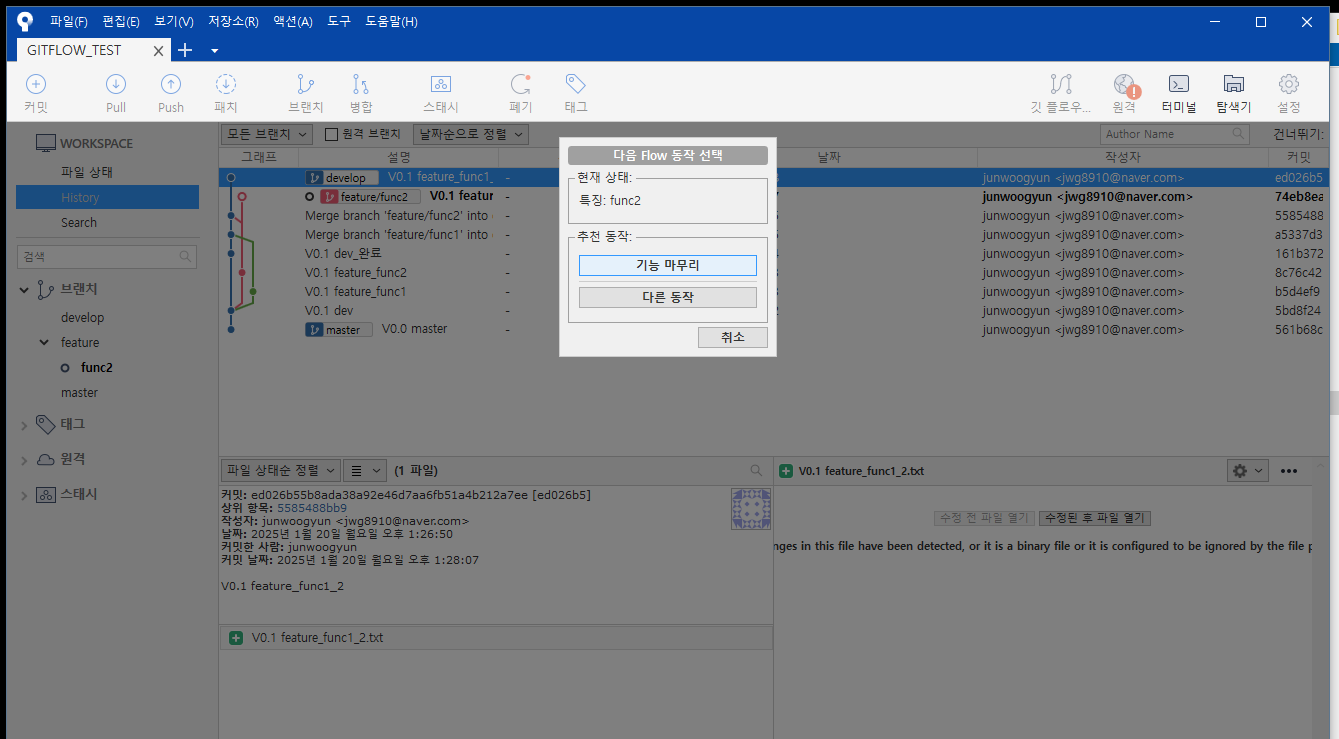 파일(F) 편집(E) 보기(V) 저장소(R) 액션(A) 도구 도움말(H)
GITFLOW_TEST
커밋 Pull Push 패치 브랜치 병합 스태시 폐기 태그 깃 플로우... 원격 터미널 탐색기 설정
WORKSPACE
파일 상태
History
Search
검색
브랜치
develop
feature
func2
master
태그
원격
스태시
모든 브랜치 원격 브랜치 날짜순으로 정렬 Author Name 건너뛰기:
그래프 설명 날짜 작성자 커밋
develop V0.1 feature_func1_ - junwoogyun <jwg8910@naver.com> ed026b5
feature/func2 V0.1 featur - junwoogyun <jwg8910@naver.com> 74eb8ea
Merge branch 'feature/func2' into - junwoogyun <jwg8910@naver.com> 5585488
Merge branch 'feature/func1' into - junwoogyun <jwg8910@naver.com> a5337d3
V0.1 dev_완료 - junwoogyun <jwg8910@naver.com> 161b372
V0.1 feature_func2 - junwoogyun <jwg8910@naver.com> 8c76c42
V0.1 feature_func1 - junwoogyun <jwg8910@naver.com> b5d4ef9
V0.1 dev - junwoogyun <jwg8910@naver.com> 5bd8f24
master V0.0 master - junwoogyun <jwg8910@naver.com> 561b68c
다음 Flow 동작 선택
현재 상태:
특징: func2
추천 동작:
기능 마무리
다른 동작
취소
파일 상태순 정렬 (1 파일)
커밋: ed026b55b8ada38a92e46d7aa6fb51a4b212a7ee [ed026b5]
상위 항목: 5585488bb9
작성자: junwoogyun <jwg8910@naver.com>
날짜: 2025년 1월 20일 월요일 오후 1:26:50
커밋한 사람: junwoogyun
커밋 날짜: 2025년 1월 20일 월요일 오후 1:28:07
V0.1 feature_func1_2
V0.1 feature_func1_2.txt
V0.1 feature_func1_2.txt
수정 전 파일 열기 수정된 후 파일 열기
nges in this file have been detected, or it is a binary file or it is configured to be ignored by the file p